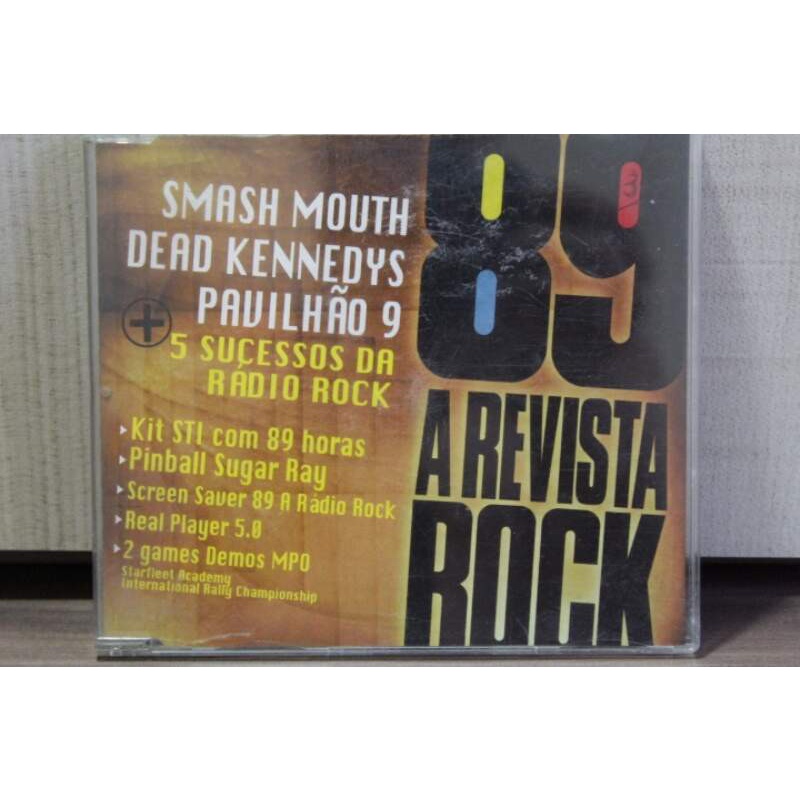 SMASH MOUTH
DEAD KENNEDYS
PAVILHÃO 9
+
5 SUCESSOS DA
RÁDIO ROCK
Kit STI com 89 horas
Pinball Sugar Ray
Screen Saver 89 A Rádio Rock
Real Player 5.0
2 games Demos MPO
Starfleet Academy
International Rally Championship
89
A REVISTA
ROCK